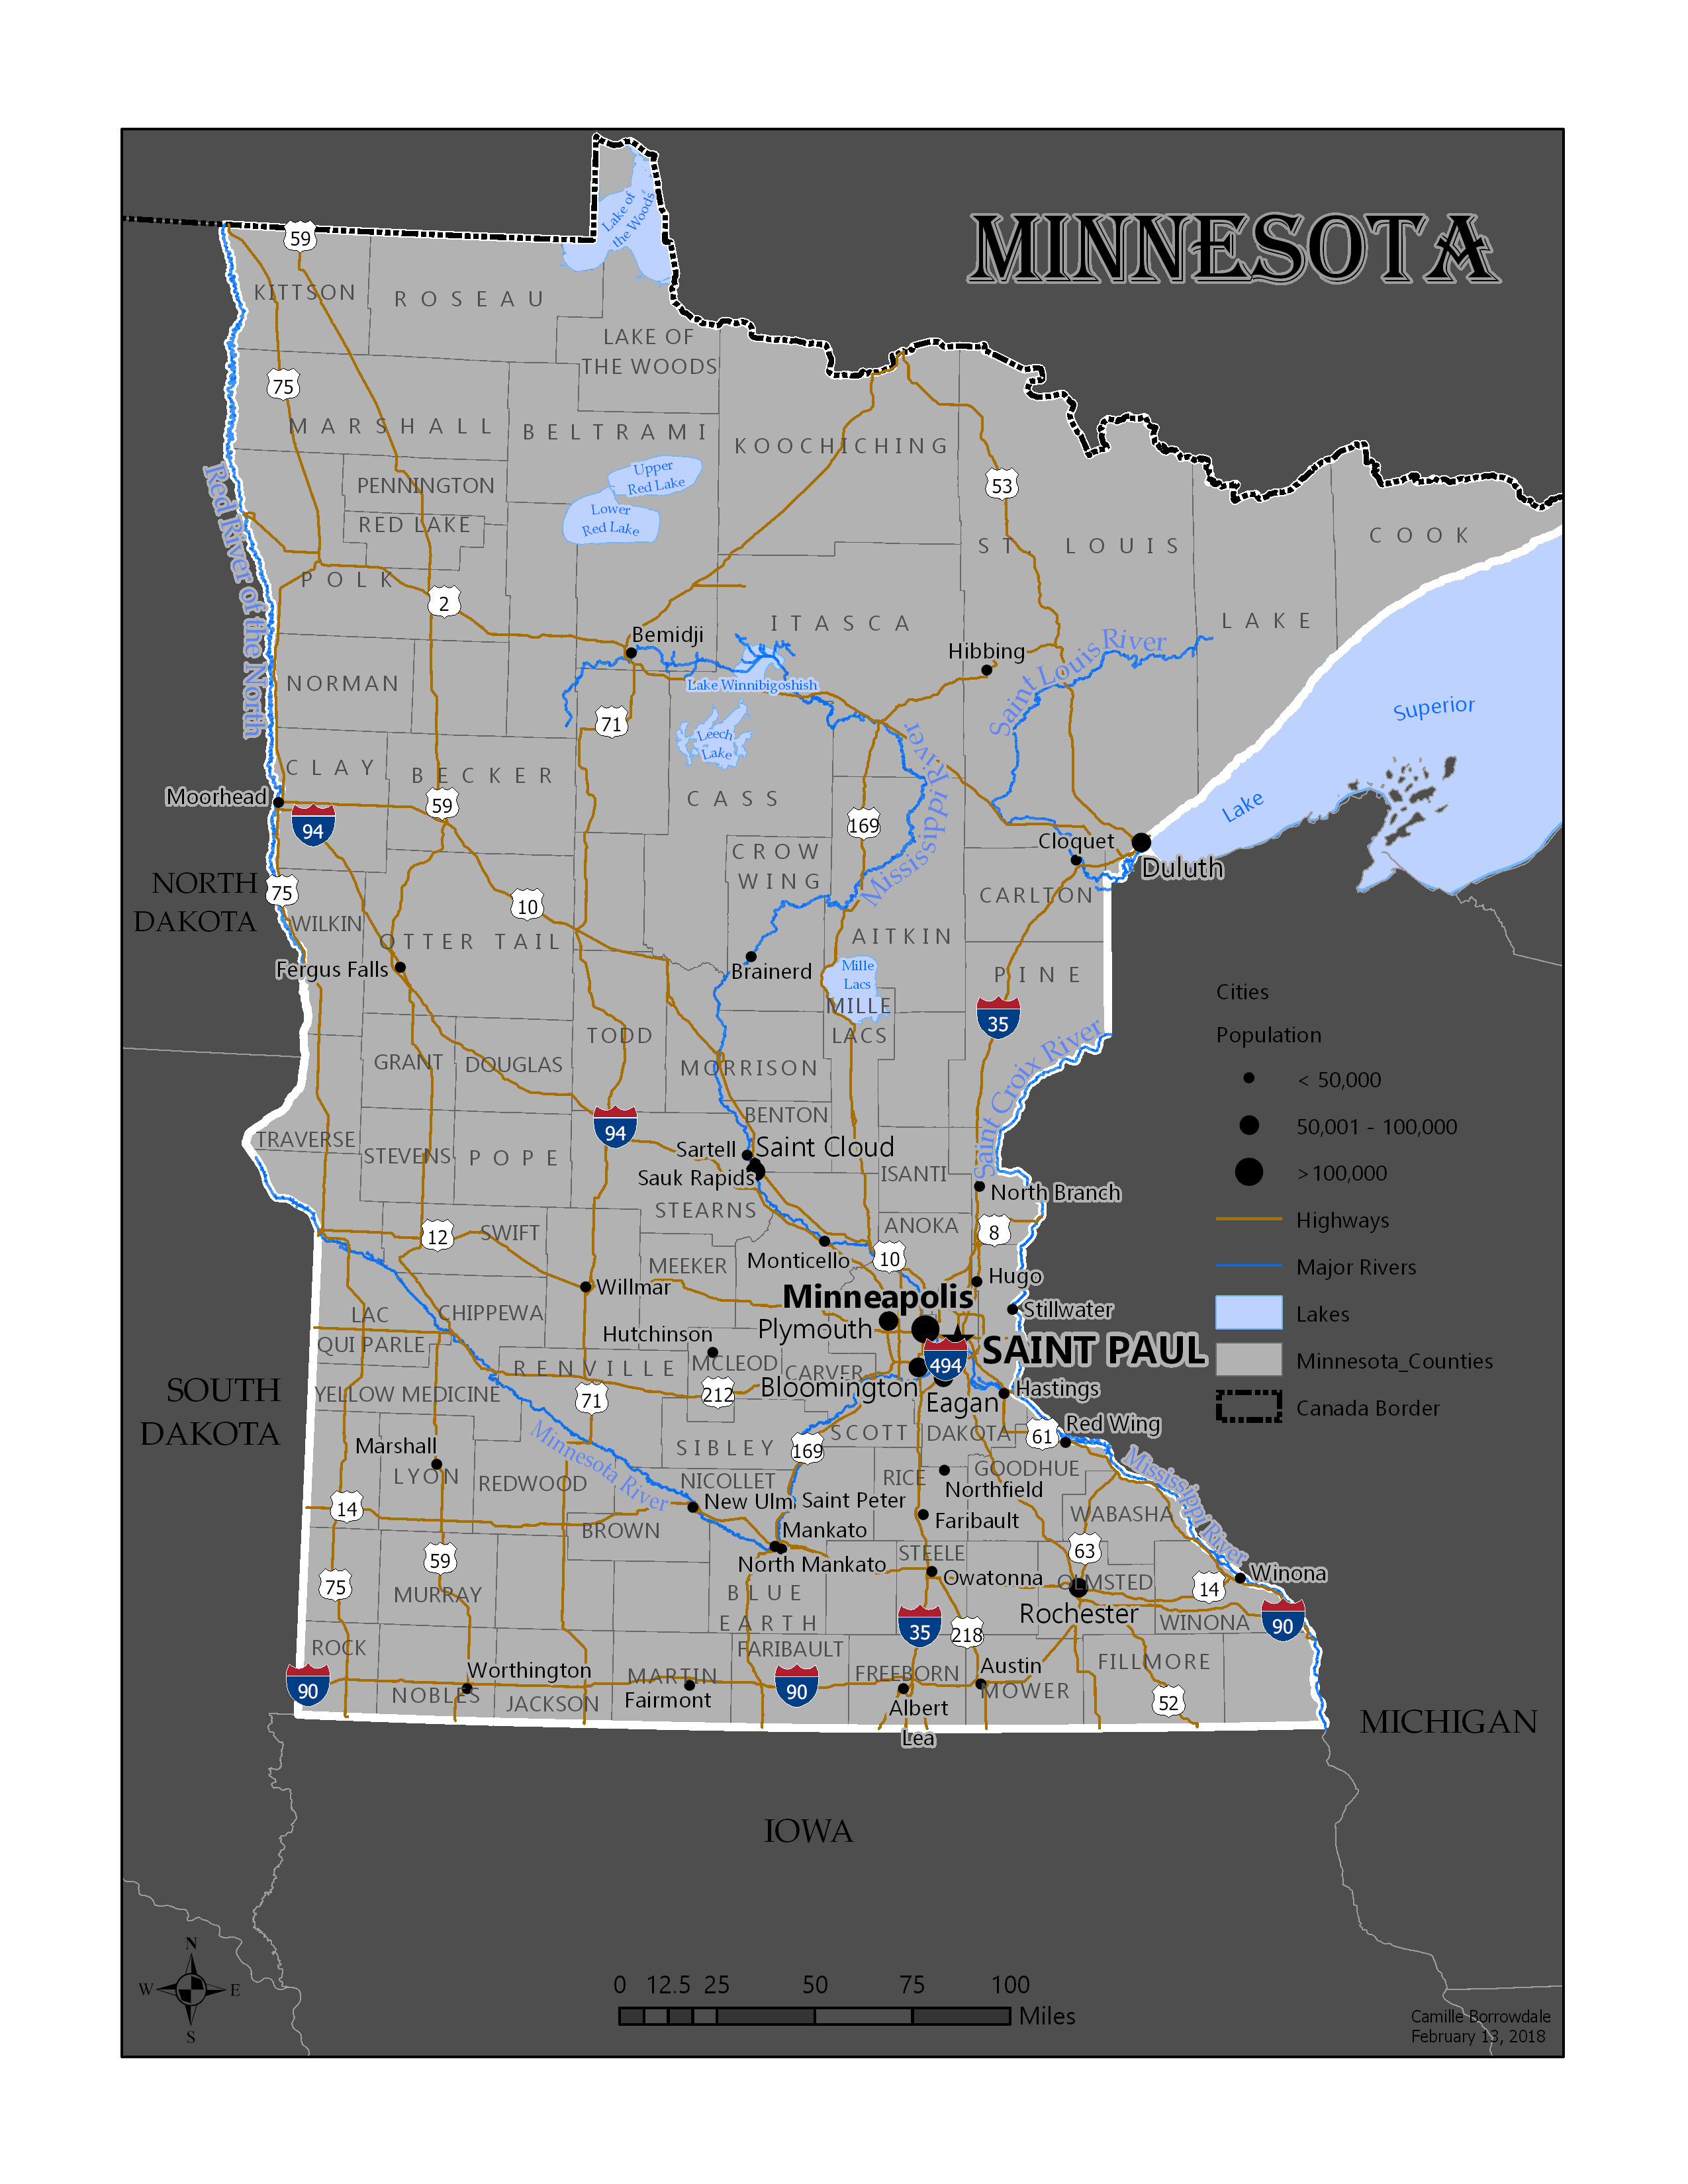 MINNESOTA
59
KITTSON
ROSEAU
Lake of
the Woods
LAKE OF
THE WOODS
75
MARSHALL
BELTRAMI
KOOCHICHING
Upper
Red Lake
Lower
Red Lake
PENNINGTON
RED LAKE
53
ST. LOUIS
COOK
Red River of the North
POLK
2
ITASCA
LAKE
Bemidji
Hibbing
Saint Louis River
NORMAN
Lake Winnibigoshish
71
Leech
Lake
Mississippi River
Lake Superior
CLAY
BECKER
Moorhead
94
59
CASS
169
CROW
WING
Cloquet
Duluth
NORTH
DAKOTA
75
WILKIN
10
OTTER TAIL
CARLTON
AITKIN
Fergus Falls
Brainerd
Mille
Lacs
PINE
MILLE
LACS
35
TODD
GRANT
DOUGLAS
MORRISON
Saint Croix River
94
BENTON
TRAVERSE
STEVENS
POPE
Sartell
Saint Cloud
Sauk Rapids
ISANTI
North Branch
STEARNS
12
SWIFT
ANOKA
8
MEEKER
Monticello
10
Willmar
Hugo
Minneapolis
Stillwater
LAC
QUI PARLE
CHIPPEWA
Plymouth
Hutchinson
SAINT PAUL
494
RENVILLE
MCLEOD
CARVER
YELLOW MEDICINE
71
212
Bloomington
Eagan
Hastings
SOUTH
DAKOTA
Red Wing
61
SCOTT
DAKOTA
Marshall
LYON
SIBLEY
169
Minnesota River
REDWOOD
NICOLLET
RICE
GOODHUE
Northfield
Mississippi River
14
New Ulm
Saint Peter
Faribault
WABASHA
BROWN
Mankato
North Mankato
59
STEELE
63
75
MURRAY
BLUE
EARTH
Owatonna
OLMSTED
14
Winona
Rochester
35
218
WINONA
90
ROCK
FARIBAULT
90
Worthington
NOBLES
JACKSON
MARTIN
Fairmont
90
FREEBORN
Albert
Lea
Austin
MOWER
FILLMORE
52
Cities
Population
< 50,000
50,001 - 100,000
>100,000
Highways
Major Rivers
Lakes
Minnesota_Counties
Canada Border
MICHIGAN
IOWA
N
W
E
S
0 12.5 25 50 75 100
Miles
Camille Borrowdale
February 13, 2018